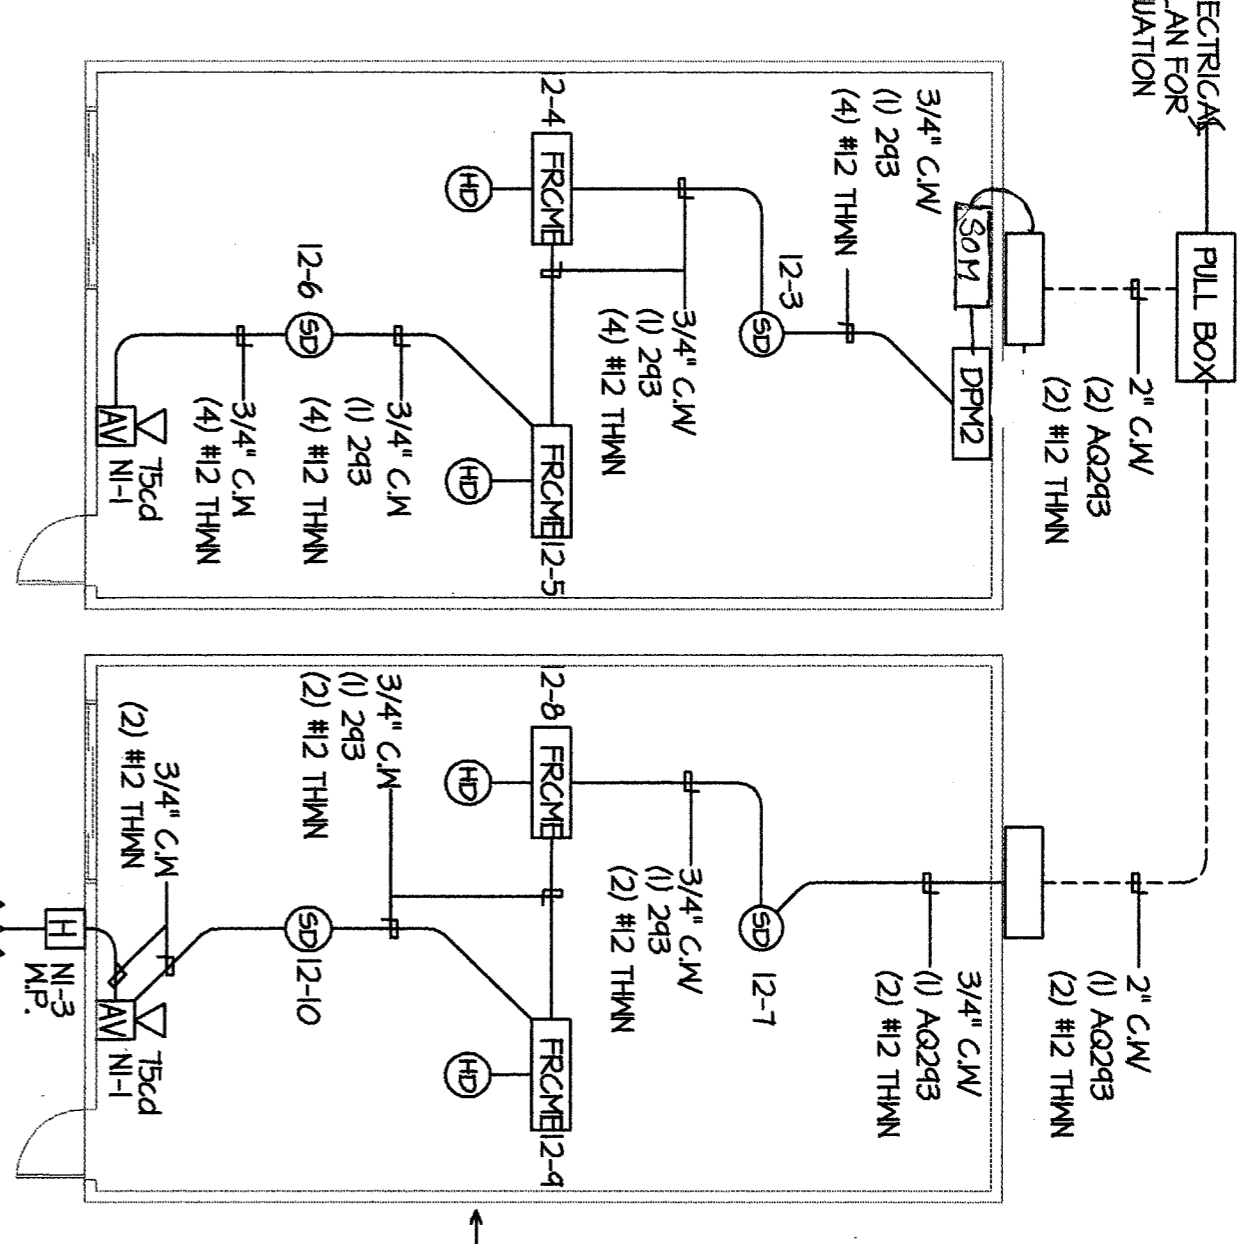 ECTRICAL
LAN FOR
UATION
PULL BOX
2" C.W
(2) AQ293
(2) #12 THWN
2" C.W
(1) AQ293
(2) #12 THWN
SOM
DPM2
3/4" C.W
(1) 293
(4) #12 THWN
12-3
SD
3/4" C.W
(1) 293
(4) #12 THWN
12-4
FRCME
HD
FRCME
12-5
HD
3/4" C.W
(1) 293
(4) #12 THWN
12-6
SD
3/4" C.W
(4) #12 THWN
75cd
AV
N1-1
3/4" C.W
(1) AQ293
(2) #12 THWN
12-7
SD
3/4" C.W
(1) 293
(2) #12 THWN
12-8
FRCME
HD
FRCME
12-9
HD
3/4" C.W
(1) 293
(2) #12 THWN
SD
12-10
3/4" C.W
(2) #12 THWN
75cd
AV
N1-1
H
N1-3
W.P.